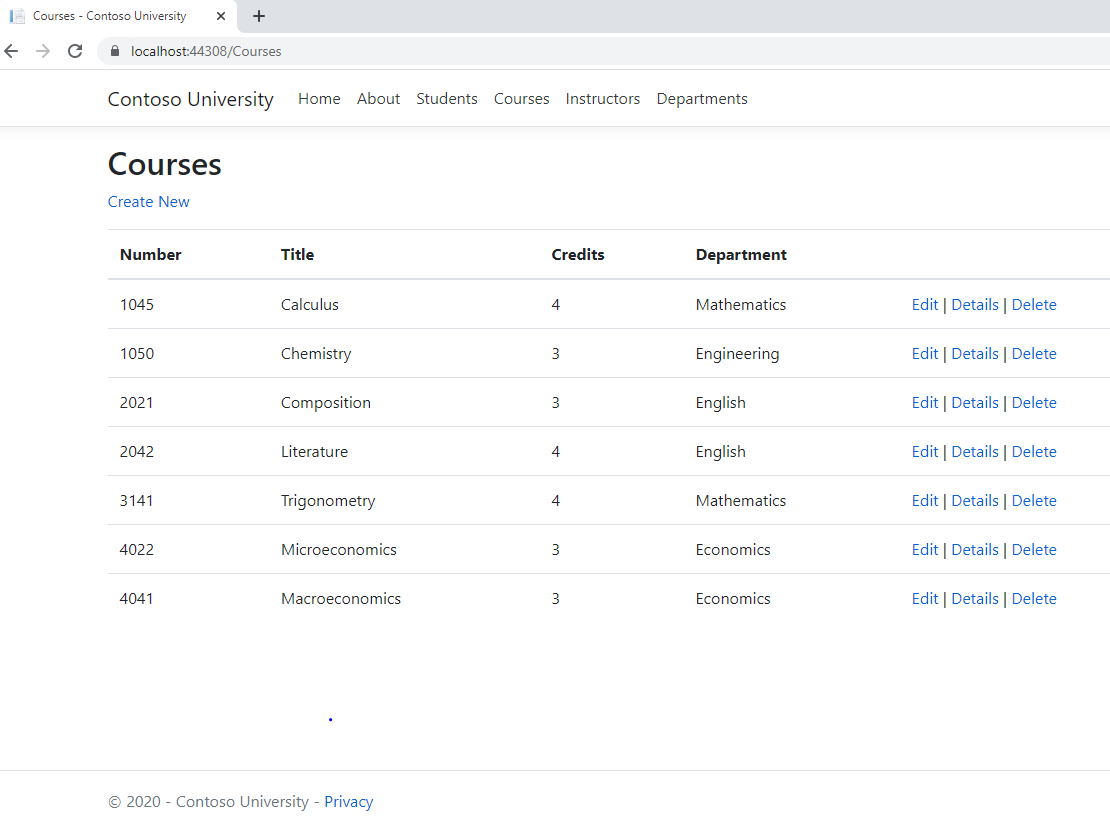 Courses - Contoso University
localhost:44308/Courses
Contoso University Home About Students Courses Instructors Departments
Courses
Create New
Number Title Credits Department
1045 Calculus 4 Mathematics Edit | Details | Delete
1050 Chemistry 3 Engineering Edit | Details | Delete
2021 Composition 3 English Edit | Details | Delete
2042 Literature 4 English Edit | Details | Delete
3141 Trigonometry 4 Mathematics Edit | Details | Delete
4022 Microeconomics 3 Economics Edit | Details | Delete
4041 Macroeconomics 3 Economics Edit | Details | Delete
© 2020 - Contoso University - Privacy